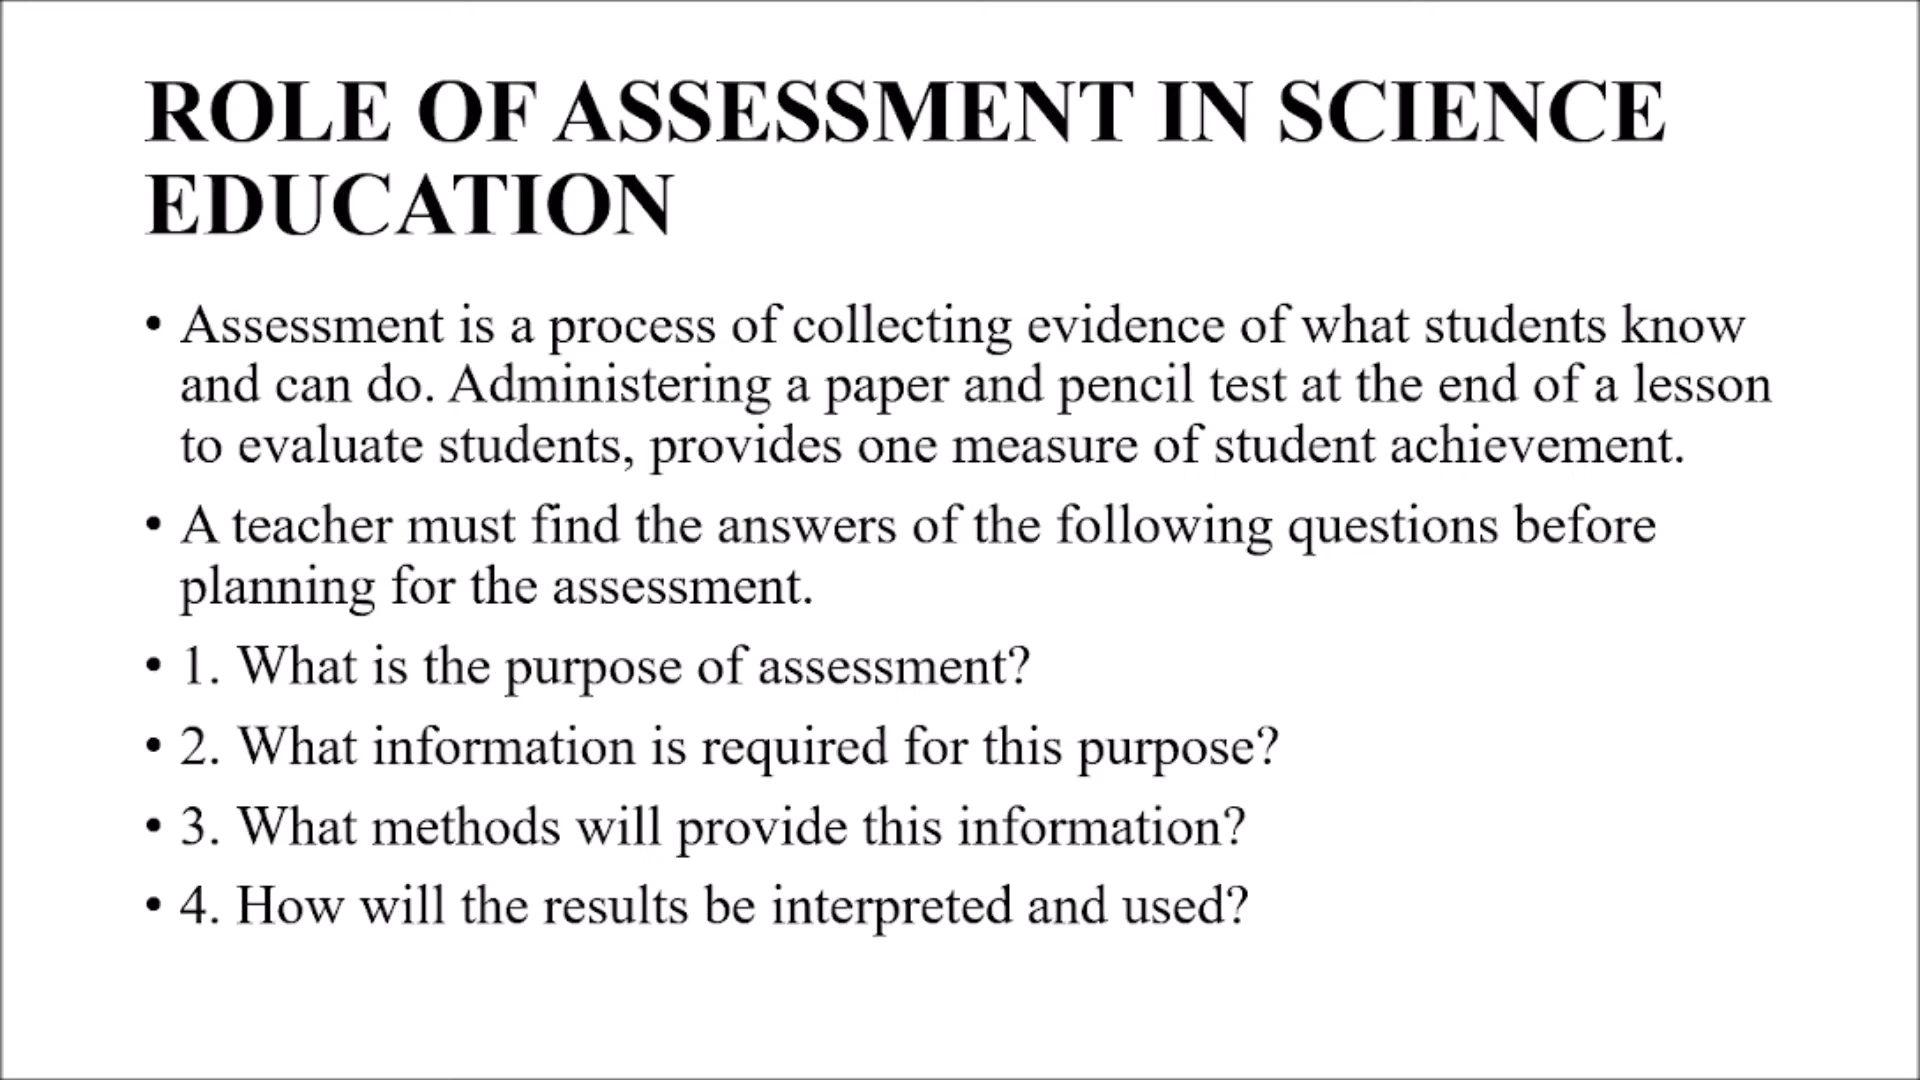 ROLE OF ASSESSMENT IN SCIENCE
EDUCATION
• Assessment is a process of collecting evidence of what students know
and can do. Administering a paper and pencil test at the end of a lesson
to evaluate students, provides one measure of student achievement.
• A teacher must find the answers of the following questions before
planning for the assessment.
• 1. What is the purpose of assessment?
• 2. What information is required for this purpose?
• 3. What methods will provide this information?
• 4. How will the results be interpreted and used?